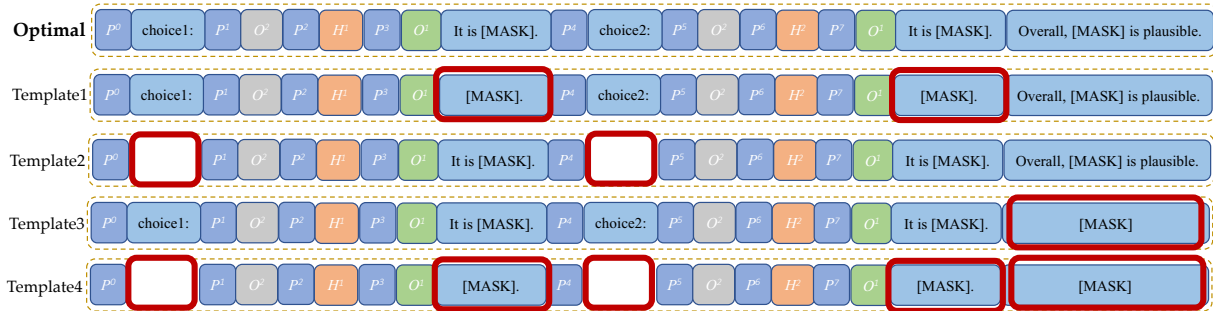 Optimal P⁰ choice1: P¹ O² P² H¹ P³ O¹ It is [MASK]. P⁴ choice2: P⁵ O² P⁶ H² P⁷ O¹ It is [MASK]. Overall, [MASK] is plausible.
Template1 P⁰ choice1: P¹ O² P² H¹ P³ O¹ [MASK]. P⁴ choice2: P⁵ O² P⁶ H² P⁷ O¹ [MASK]. Overall, [MASK] is plausible.
Template2 P⁰ P¹ O² P² H¹ P³ O¹ It is [MASK]. P⁴ P⁵ O² P⁶ H² P⁷ O¹ It is [MASK]. Overall, [MASK] is plausible.
Template3 P⁰ choice1: P¹ O² P² H¹ P³ O¹ It is [MASK]. P⁴ choice2: P⁵ O² P⁶ H² P⁷ O¹ It is [MASK]. [MASK]
Template4 P⁰ P¹ O² P² H¹ P³ O¹ [MASK]. P⁴ P⁵ O² P⁶ H² P⁷ O¹ [MASK]. [MASK]